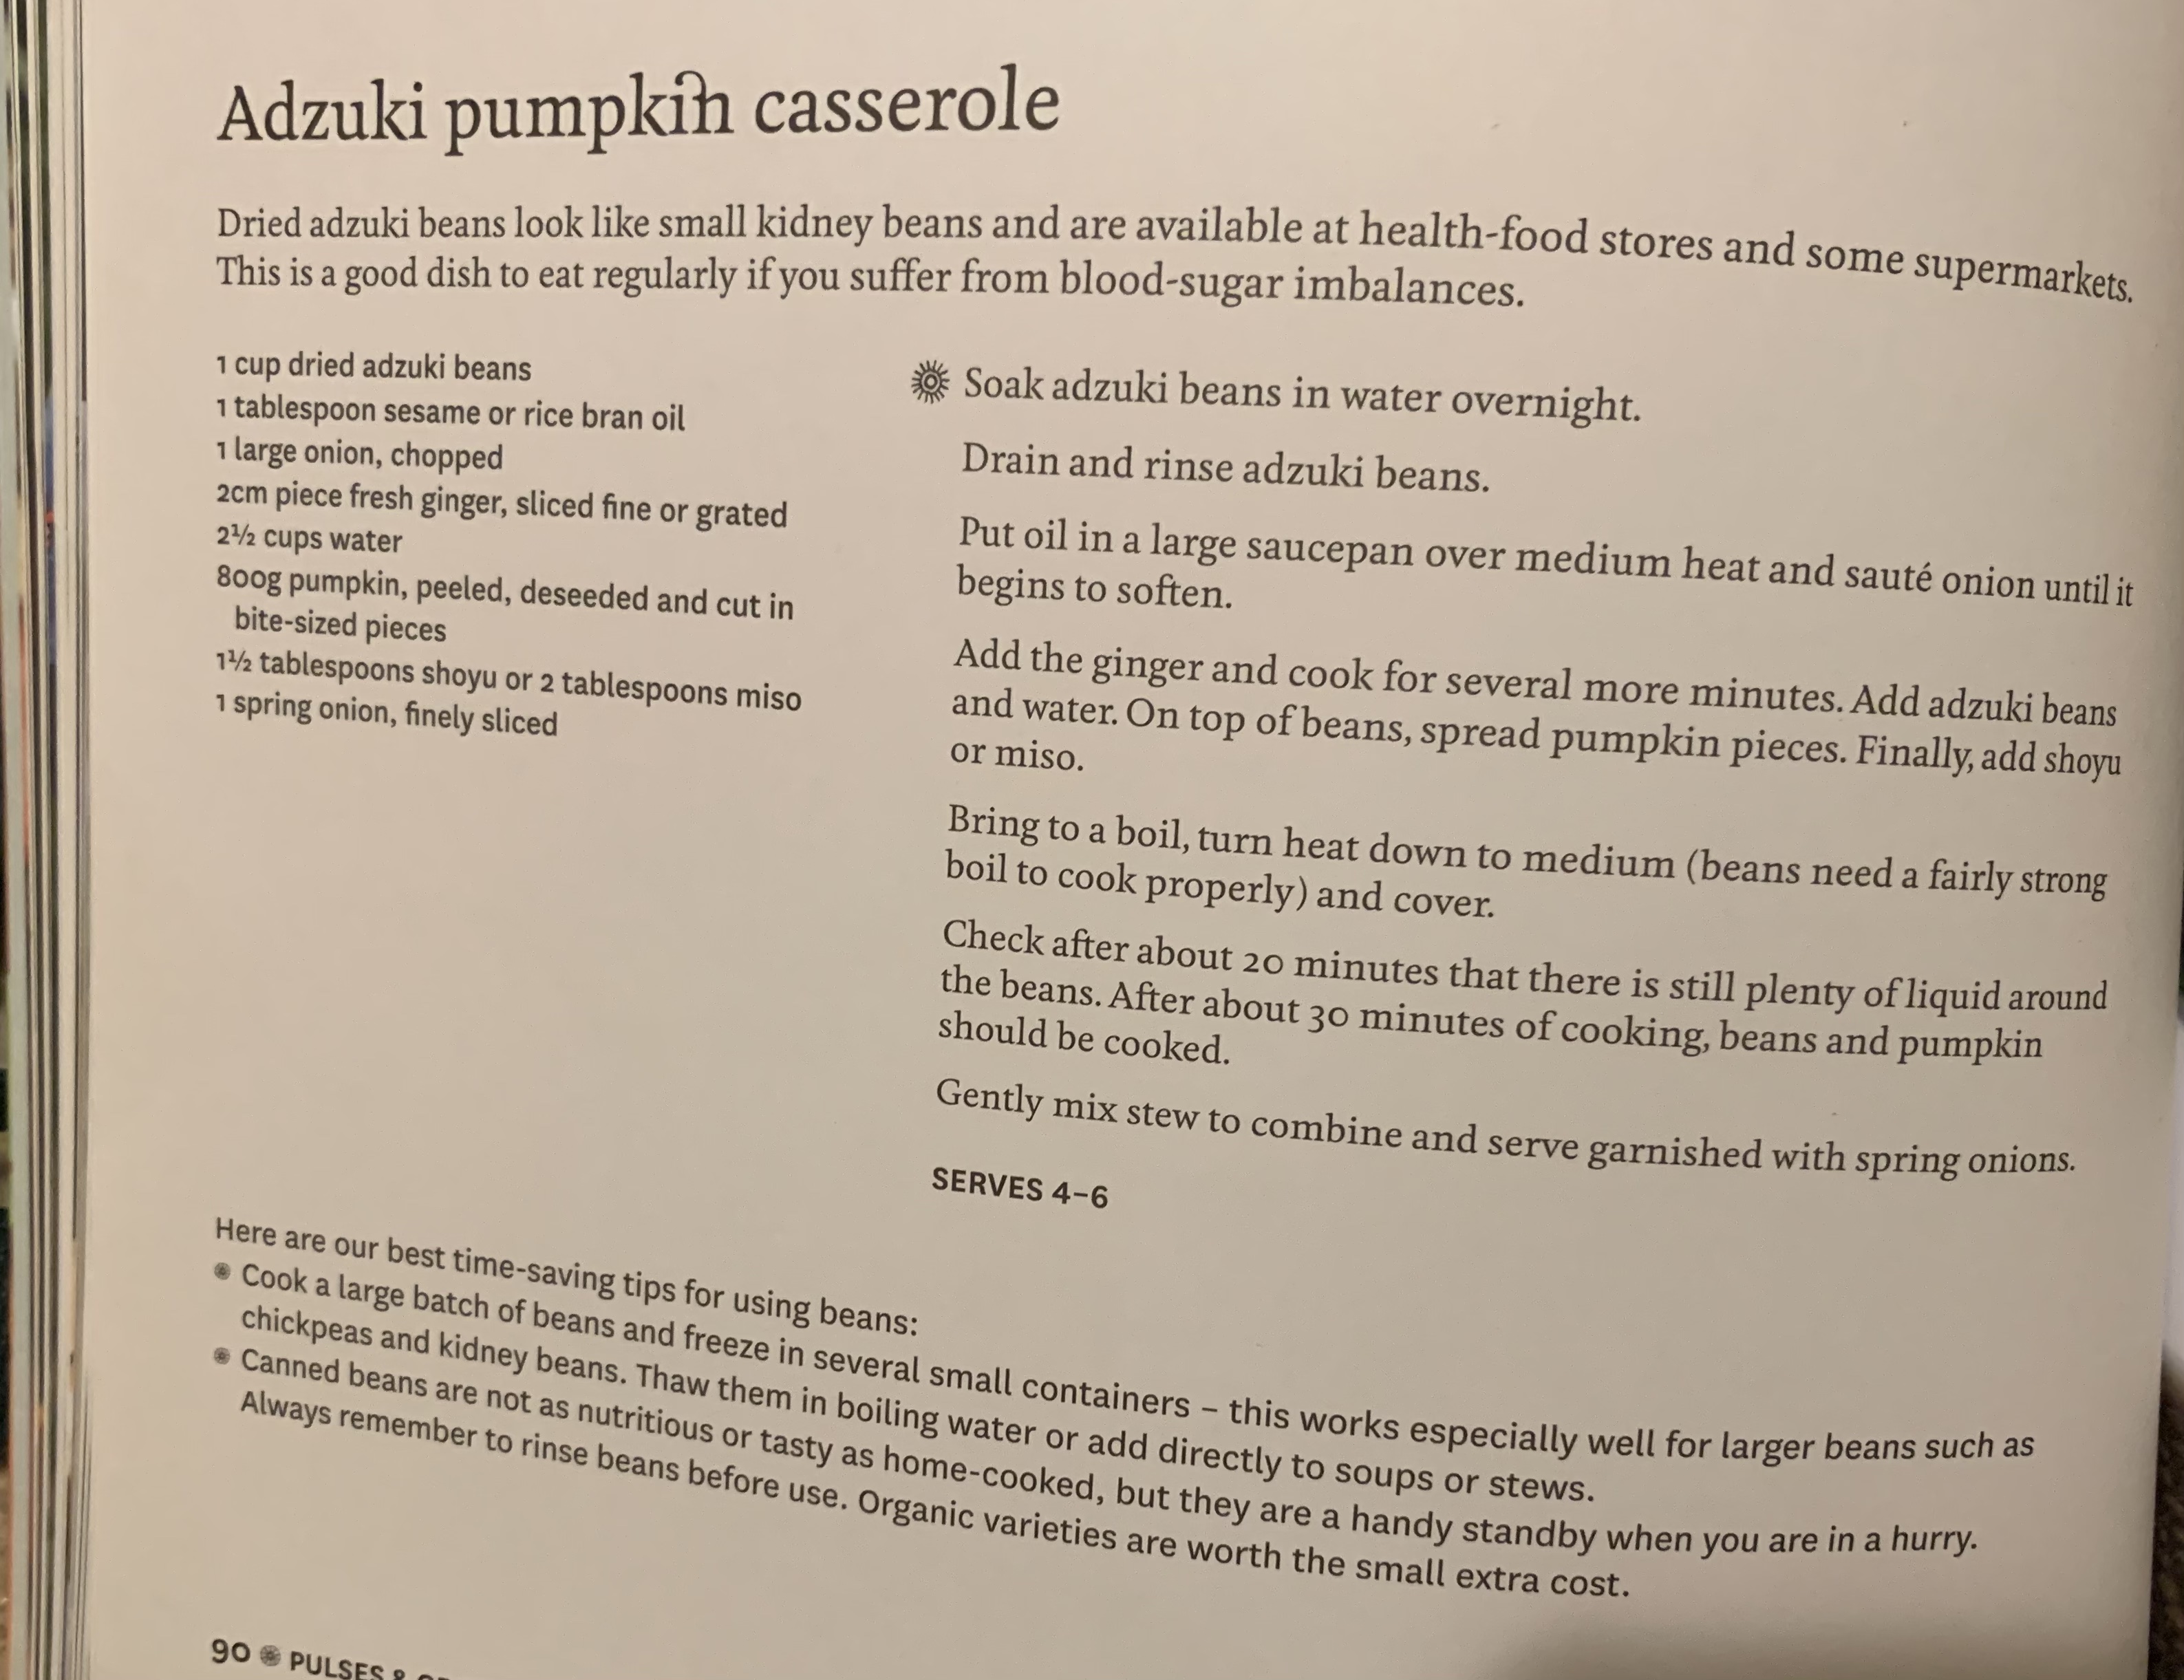 Adzuki pumpkin casserole
Dried adzuki beans look like small kidney beans and are available at health-food stores and some supermarkets.
This is a good dish to eat regularly if you suffer from blood-sugar imbalances.
1 cup dried adzuki beans
1 tablespoon sesame or rice bran oil
1 large onion, chopped
2cm piece fresh ginger, sliced fine or grated
2½ cups water
800g pumpkin, peeled, deseeded and cut in
bite-sized pieces
1½ tablespoons shoyu or 2 tablespoons miso
1 spring onion, finely sliced
Soak adzuki beans in water overnight.
Drain and rinse adzuki beans.
Put oil in a large saucepan over medium heat and sauté onion until it
begins to soften.
Add the ginger and cook for several more minutes. Add adzuki beans
and water. On top of beans, spread pumpkin pieces. Finally, add shoyu
or miso.
Bring to a boil, turn heat down to medium (beans need a fairly strong
boil to cook properly) and cover.
Check after about 20 minutes that there is still plenty of liquid around
the beans. After about 30 minutes of cooking, beans and pumpkin
should be cooked.
Gently mix stew to combine and serve garnished with spring onions.
SERVES 4–6
Here are our best time-saving tips for using beans:
Cook a large batch of beans and freeze in several small containers – this works especially well for larger beans such as
chickpeas and kidney beans. Thaw them in boiling water or add directly to soups or stews.
Canned beans are not as nutritious or tasty as home-cooked, but they are a handy standby when you are in a hurry.
Always remember to rinse beans before use. Organic varieties are worth the small extra cost.
90 PULSES &